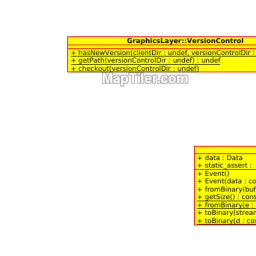 GraphicsLayer::VersionControl
+ hasNewVersion(clientDir : undef, versionControlDir :
+ getPath(versionControlDir : undef) : undef
+ checkout(versionControlDir : undef)
MapTiler.com
+ data : Data
+ static_assert :
+ Event()
+ Event(data : co
+ fromBinary(buf
+ getSize() : cons
+ fromBinary(e :
+ toBinary(stream
+ toBinary(d : co